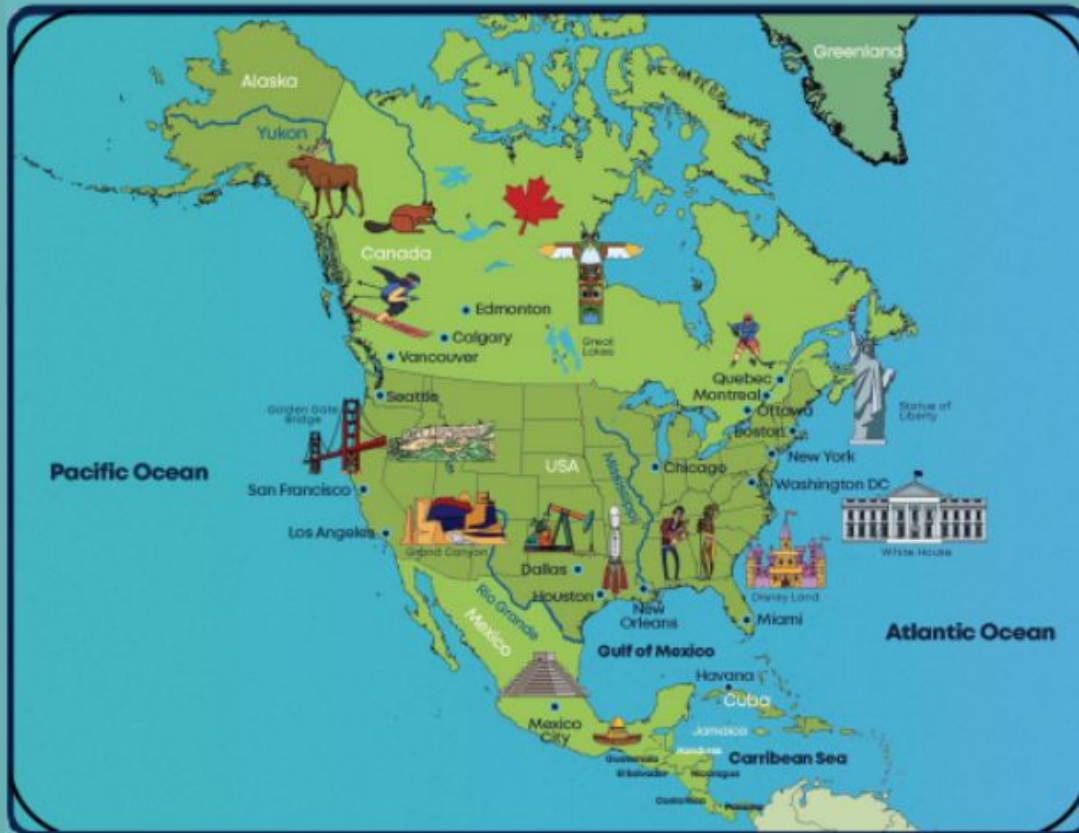 Greenland
Alaska
Yukon
Canada
Edmonton
Calgary
Vancouver
Great
Lakes
Quebec
Montreal
Ottawa
Boston
Seattle
Golden Gate
Bridge
Statue of
Liberty
New York
USA
Mississippi
Chicago
Washington DC
Pacific Ocean
San Francisco
Los Angeles
Grand Canyon
White House
Dallas
Houston
New
Orleans
Disney Land
Miami
Rio Grande
Mexico
Gulf of Mexico
Atlantic Ocean
Havana
Cuba
Mexico
City
Jamaica
Honduras
Carribean Sea
Guatemala
El Salvador
Nicaragua
Costa Rica
Panama